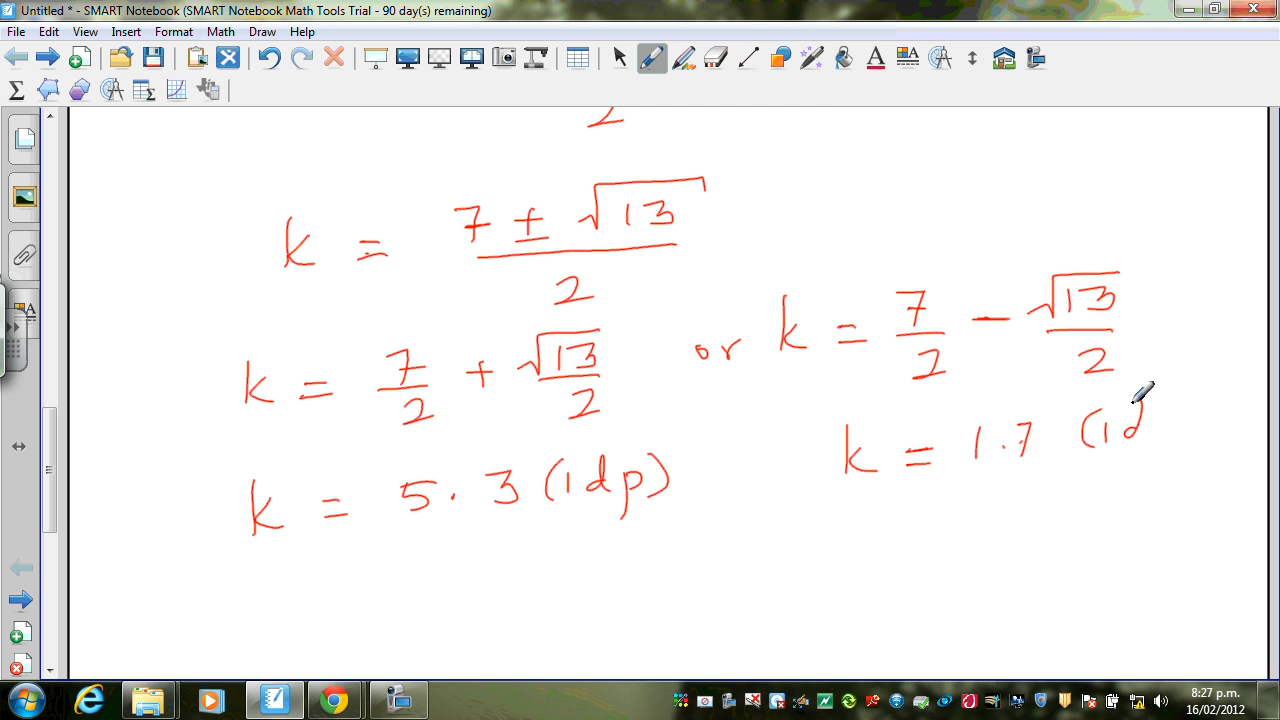 Untitled * - SMART Notebook (SMART Notebook Math Tools Trial - 90 day(s) remaining)
File Edit View Insert Format Math Draw Help
2
k = 7 ± √13
2
k = 7/2 + √13/2 or k = 7/2 - √13/2
k = 5.3 (1dp)
k = 1.7 (1d
8:27 p.m.
16/02/2012